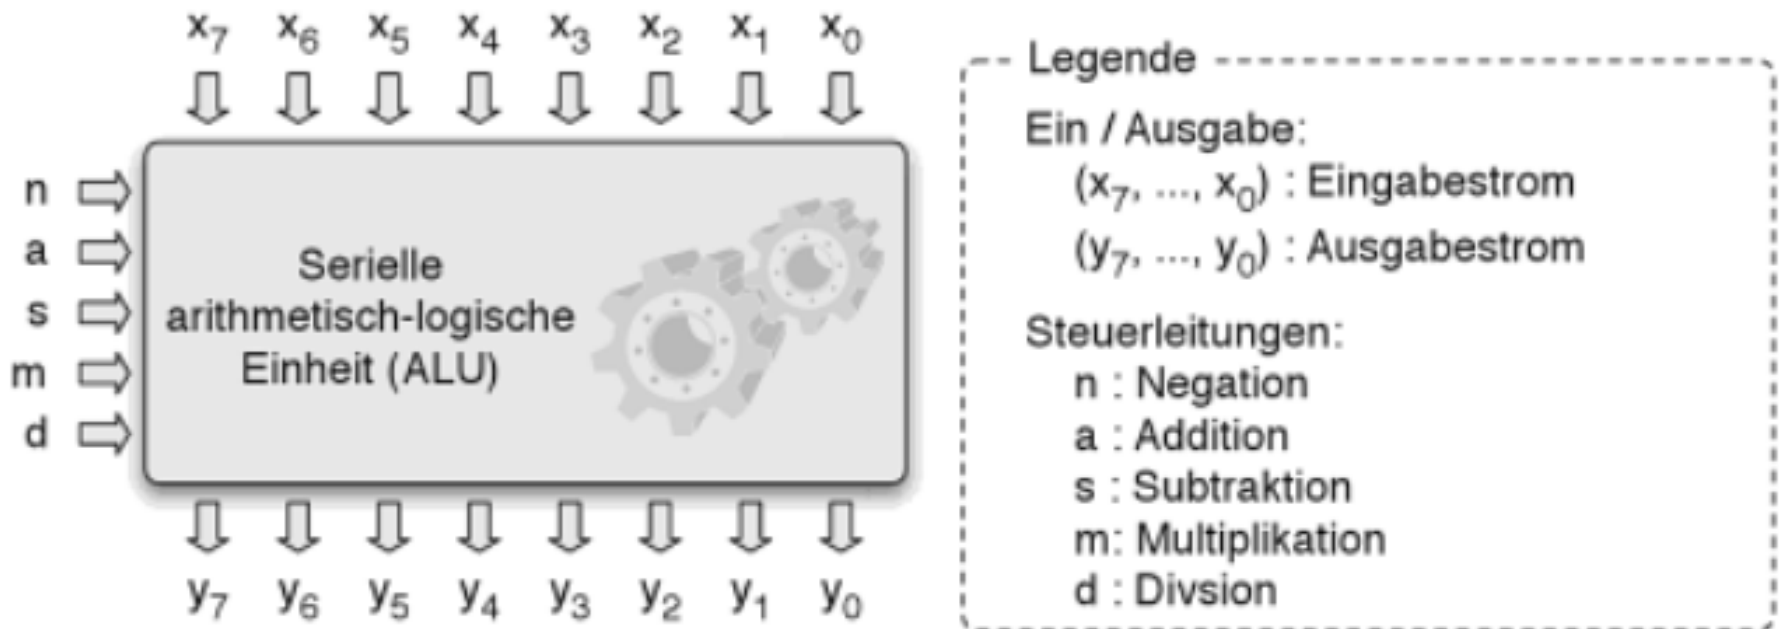 x₇ x₆ x₅ x₄ x₃ x₂ x₁ x₀
n
a
s
m
d
Serielle
arithmetisch-logische
Einheit (ALU)
y₇ y₆ y₅ y₄ y₃ y₂ y₁ y₀
Legende
Ein / Ausgabe:
(x₇, ..., x₀) : Eingabestrom
(y₇, ..., y₀) : Ausgabestrom
Steuerleitungen:
n : Negation
a : Addition
s : Subtraktion
m: Multiplikation
d : Divsion